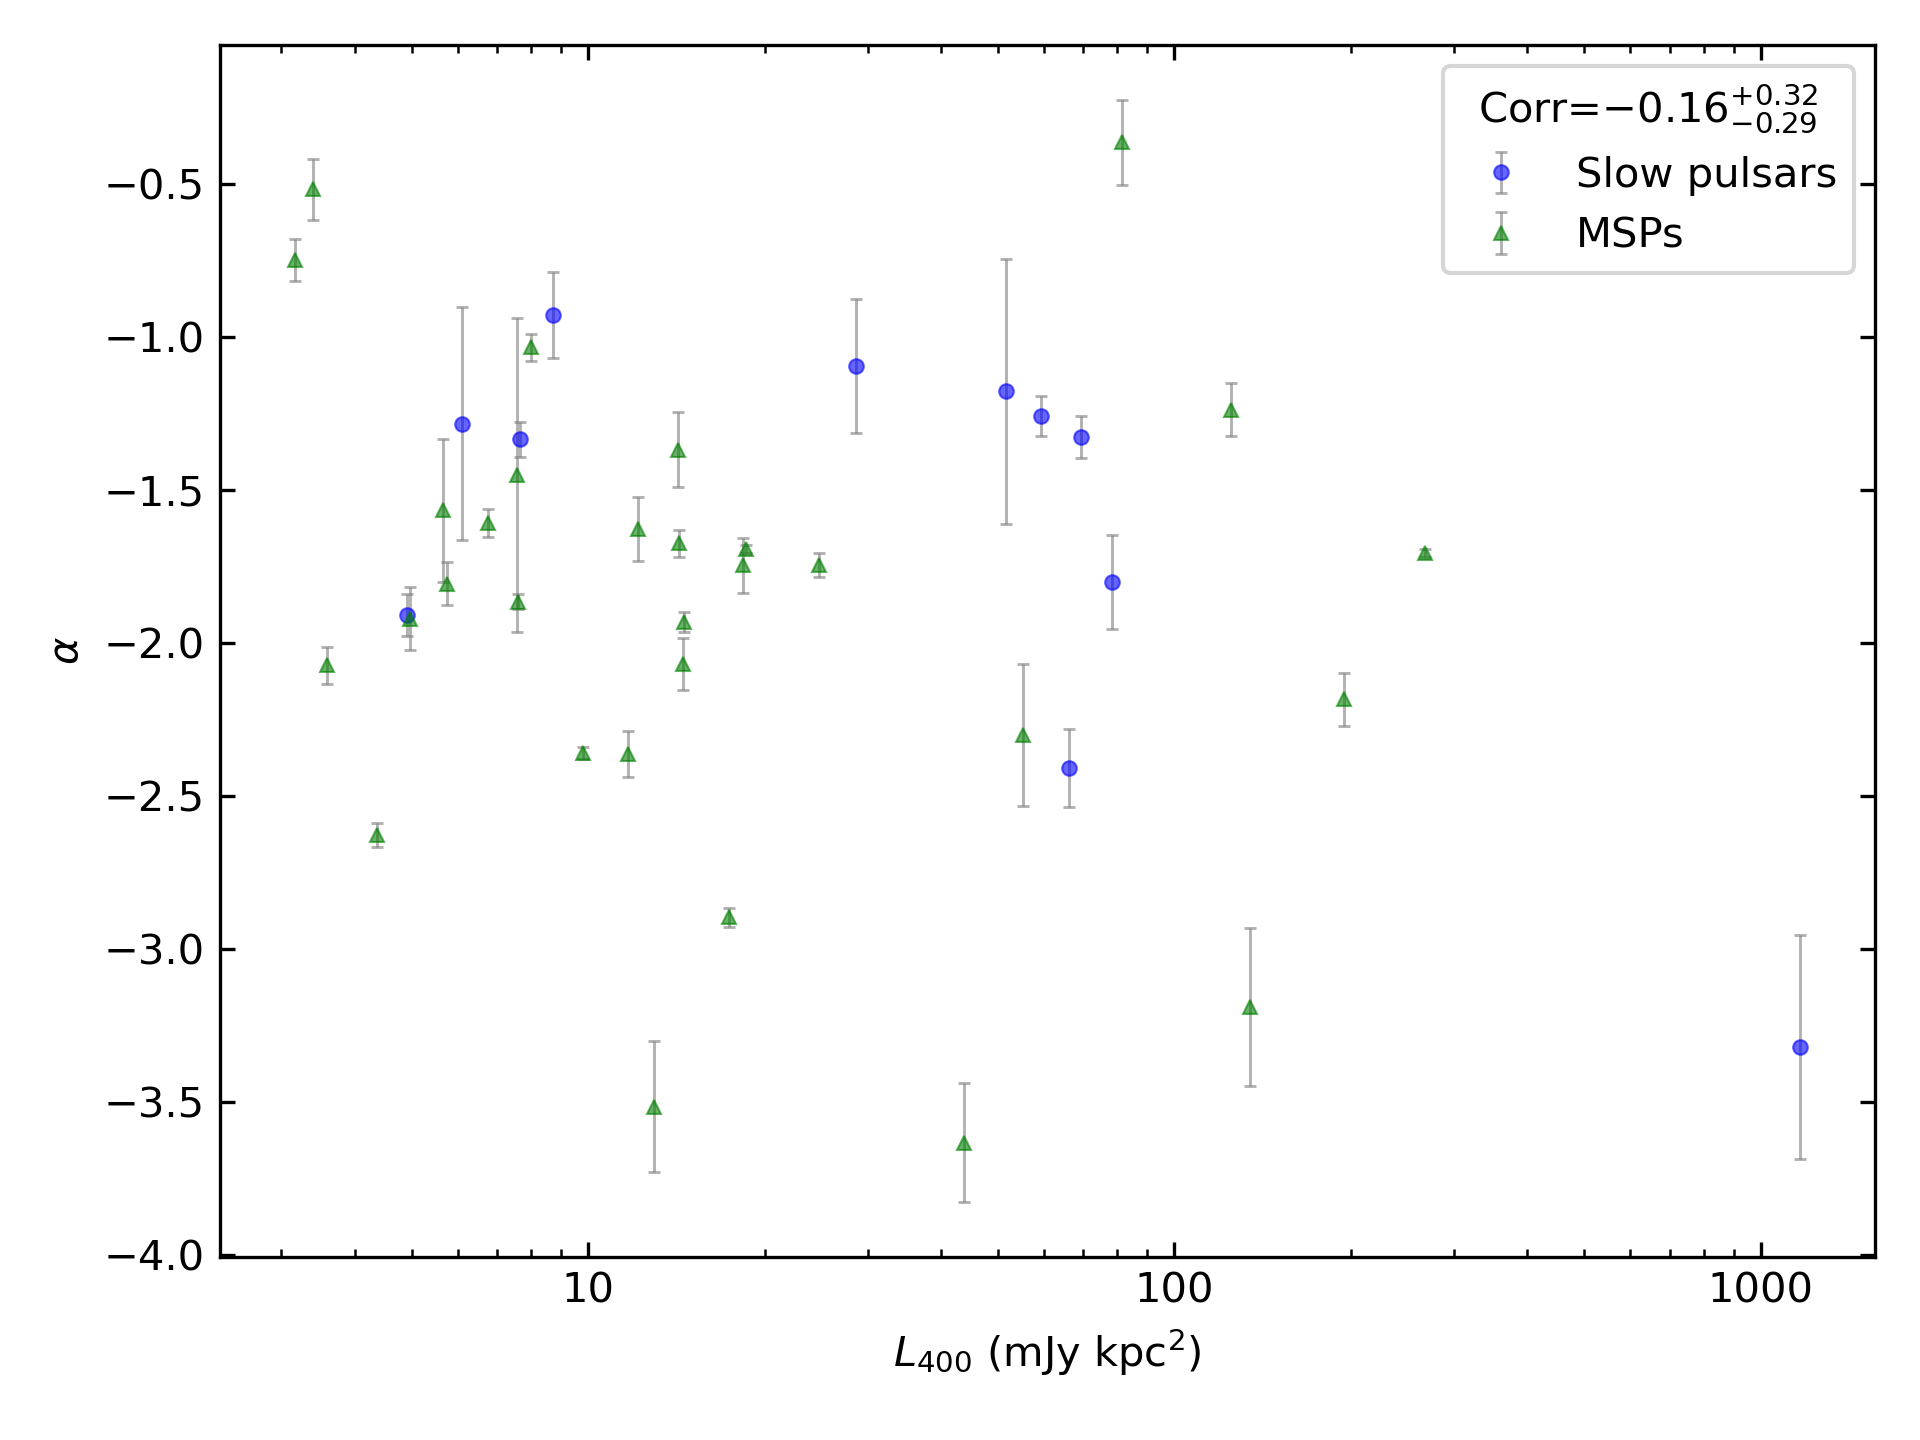 Corr=−0.16 +0.32 −0.29
Slow pulsars
MSPs
−0.5
−1.0
−1.5
−2.0
−2.5
−3.0
−3.5
−4.0
α
10 100 1000
L400 (mJy kpc²)